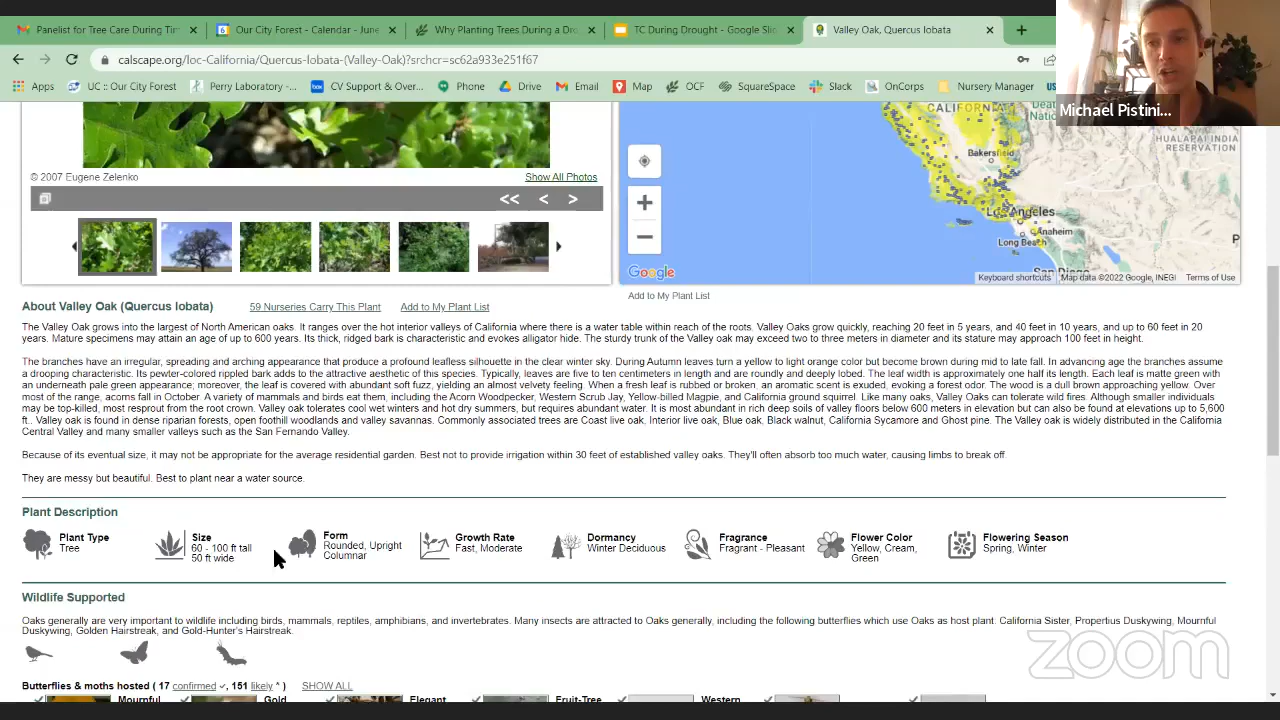 Panelist for Tree Care During Tim
Our City Forest - Calendar - June
Why Planting Trees During a Dro
TC During Drought - Google Slid
Valley Oak, Quercus lobata
calscape.org/loc-California/Quercus-lobata-(Valley-Oak)?srchcr=sc62a933e251f67
Apps
UC :: Our City Forest
Perry Laboratory -...
CV Support & Offer...
Phone
Drive
Email
Map
OCF
SquareSpace
Slack
OnCorps
Nursery Manager
US
Michael Pistini...
CALIFORNIA
Dea
Natio
HUALAPAI INDIA
RESERVATION
Bakersfield
Los Angeles
Anaheim
Long Beach
San Diego
P
Google
Keyboard shortcuts
Map data ©2022 Google, INEGI
Terms of Use
© 2007 Eugene Zelenko
Show All Photos
<< < >
Add to My Plant List
About Valley Oak (Quercus lobata)
59 Nurseries Carry This Plant
Add to My Plant List
The Valley Oak grows into the largest of North American oaks. It ranges over the hot interior valleys of California where there is a water table within reach of the roots. Valley Oaks grow quickly, reaching 20 feet in 5 years, and 40 feet in 10 years, and up to 60 feet in 20
years. Mature specimens may attain an age of up to 600 years. Its thick, ridged bark is characteristic and evokes alligator hide. The sturdy trunk of the Valley oak may exceed two to three meters in diameter and its stature may approach 100 feet in height.
The branches have an irregular, spreading and arching appearance that produce a profound leafless silhouette in the clear winter sky. During Autumn leaves turn a yellow to light orange color but become brown during mid to late fall. In advancing age the branches assume
a drooping characteristic. Its pewter-colored rippled bark adds to the attractive aesthetic of this species. Typically, leaves are five to ten centimeters in length and are roundly and deeply lobed. The leaf width is approximately one half its length. Each leaf is matte green with
an underneath pale green appearance; moreover, the leaf is covered with abundant soft fuzz, yielding an almost velvety feeling. When a fresh leaf is rubbed or broken, an aromatic scent is exuded, evoking a forest odor. The wood is a dull brown approaching yellow. Over
most of the range, acorns fall in October. A variety of mammals and birds eat them, including the Acorn Woodpecker, Western Scrub Jay, Yellow-billed Magpie, and California ground squirrel. Like many oaks, Valley Oaks can tolerate wild fires. Although smaller individuals
may be top-killed, most resprout from the root crown. Valley oak tolerates cool wet winters and hot dry summers, but requires abundant water. It is most abundant in rich deep soils of valley floors below 600 meters in elevation but can also be found at elevations up to 5,600
ft.. Valley oak is found in dense riparian forests, open foothill woodlands and valley savannas. Commonly associated trees are Coast live oak, Interior live oak, Blue oak, Black walnut, California Sycamore and Ghost pine. The Valley oak is widely distributed in the California
Central Valley and many smaller valleys such as the San Fernando Valley.
Because of its eventual size, it may not be appropriate for the average residential garden. Best not to provide irrigation within 30 feet of established valley oaks. They'll often absorb too much water, causing limbs to break off.
They are messy but beautiful. Best to plant near a water source.
Plant Description
Plant Type
Tree
Size
60 - 100 ft tall
50 ft wide
Form
Rounded, Upright
Columnar
Growth Rate
Fast, Moderate
Dormancy
Winter Deciduous
Fragrance
Fragrant - Pleasant
Flower Color
Yellow, Cream,
Green
Flowering Season
Spring, Winter
Wildlife Supported
Oaks generally are very important to wildlife including birds, mammals, reptiles, amphibians, and invertebrates. Many insects are attracted to Oaks generally, including the following butterflies which use Oaks as host plant: California Sister, Propertius Duskywing, Mournful
Duskywing, Golden Hairstreak, and Gold-Hunter's Hairstreak.
Butterflies & moths hosted ( 17 confirmed ✓, 151 likely * )
SHOW ALL
✓ Mournful
✓ Gold
✓ Elegant
✓ Fruit-Tree
✓ Western
✓
zoom